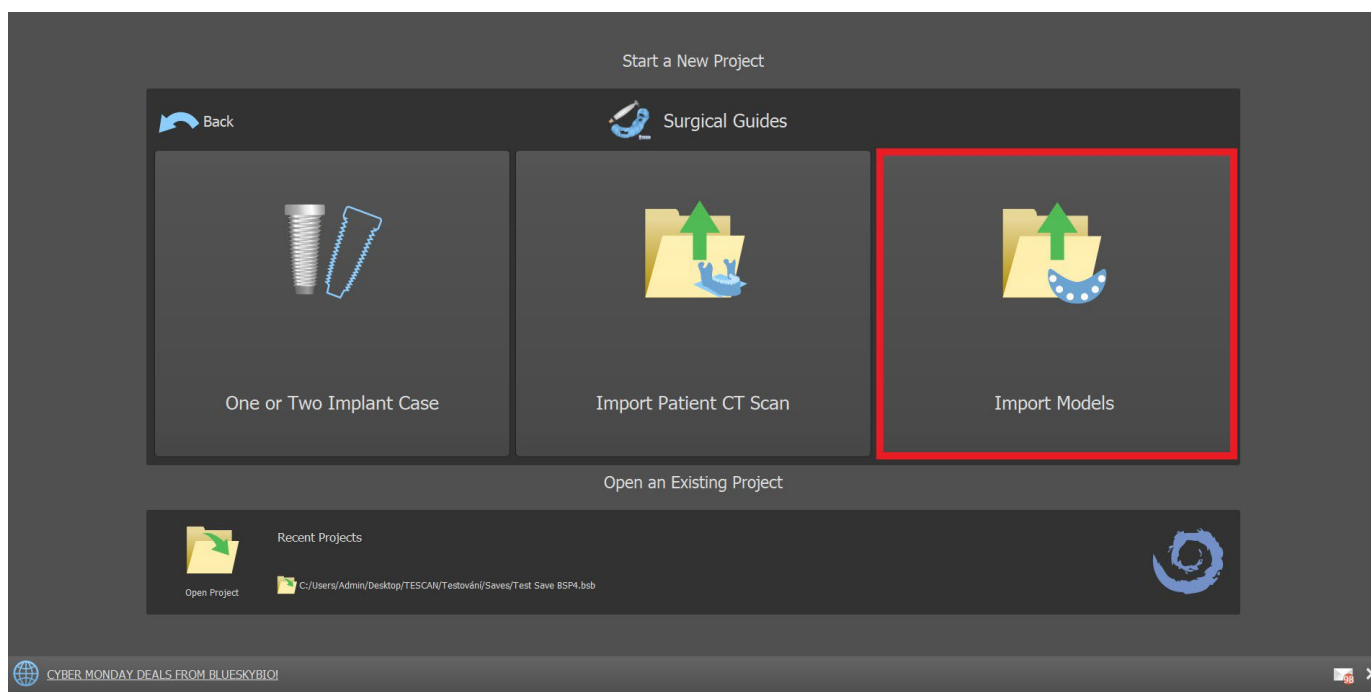 Start a New Project
Back
Surgical Guides
One or Two Implant Case
Import Patient CT Scan
Import Models
Open an Existing Project
Recent Projects
Open Project
C:/Users/Admin/Desktop/TESCAN/Testování/Saves/Test Save BSP4.bsb
CYBER MONDAY DEALS FROM BLUESKYBIO!
98